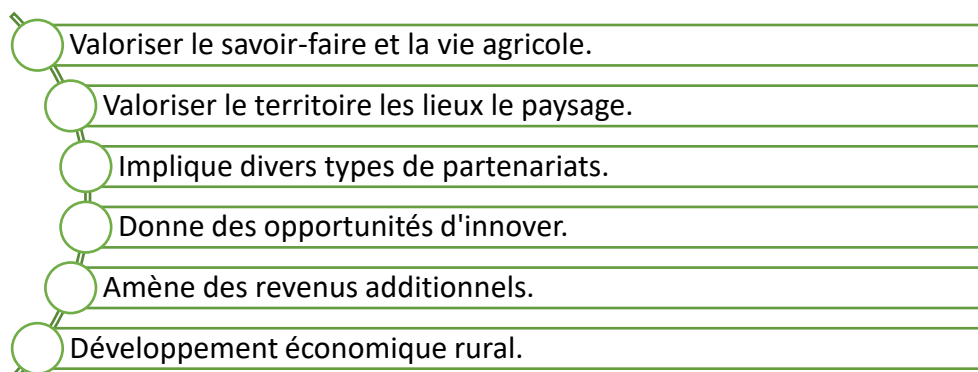 Valoriser le savoir-faire et la vie agricole.
Valoriser le territoire les lieux le paysage.
Implique divers types de partenariats.
Donne des opportunités d'innover.
Amène des revenus additionnels.
Développement économique rural.